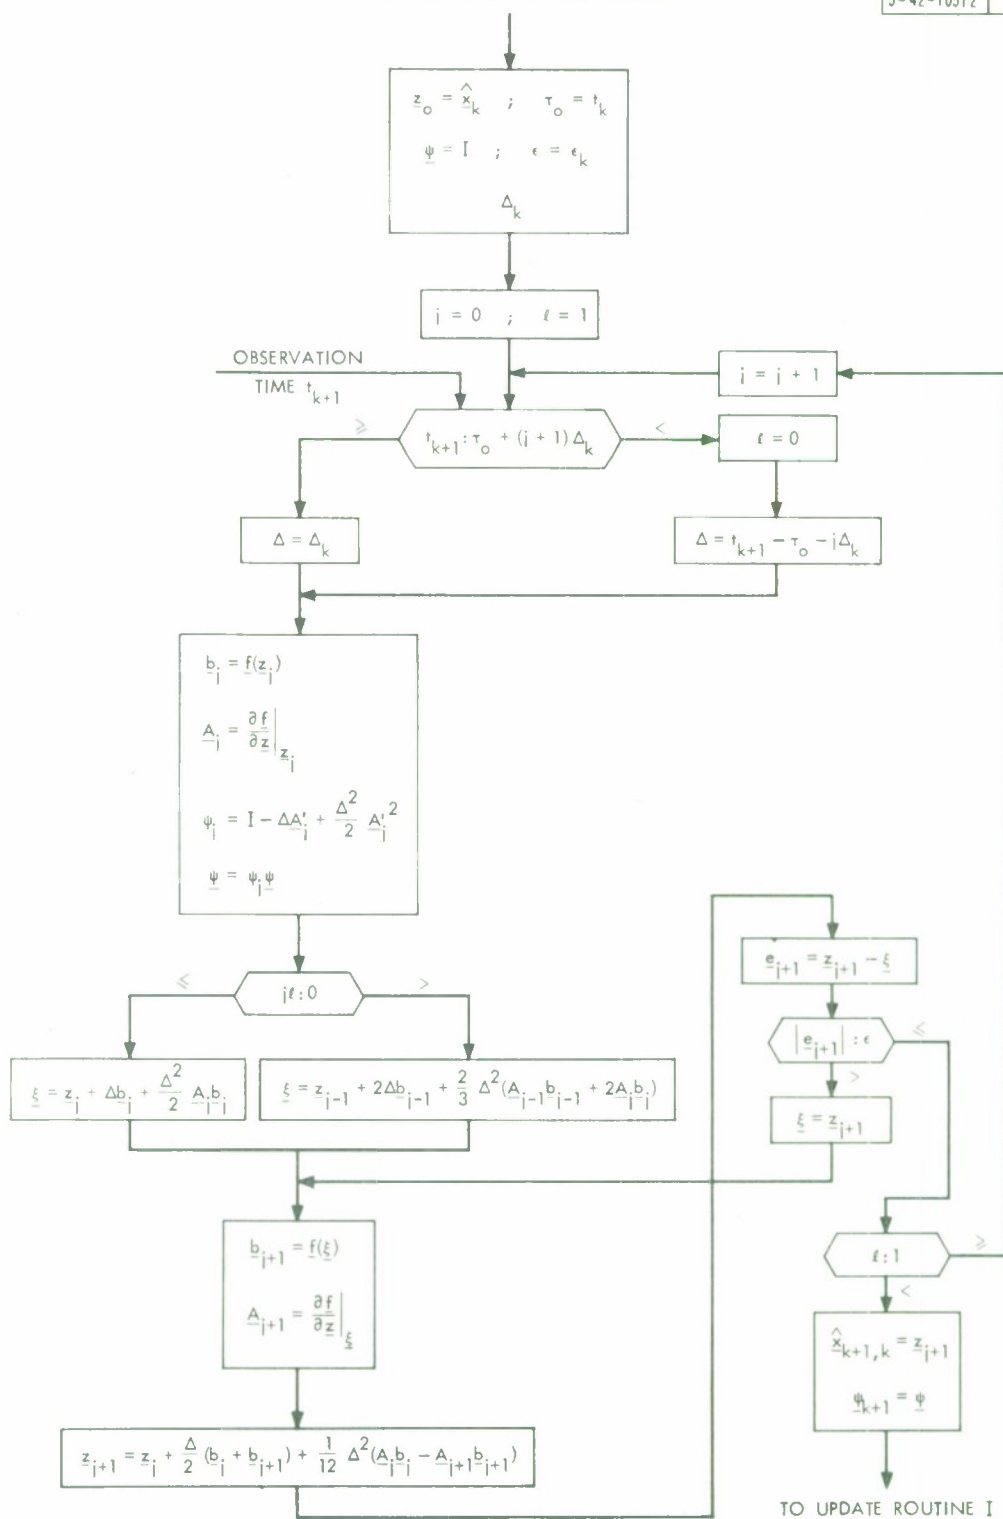 z_o = x̂_k ; τ_o = t_k
ψ = I ; ϵ = ϵ_k
Δ_k
j = 0 ; ℓ = 1
OBSERVATION
TIME t_{k+1}
j = j + 1
≥
t_{k+1} : τ_o + (j + 1) Δ_k
<
ℓ = 0
Δ = Δ_k
Δ = t_{k+1} − τ_o − jΔ_k
b_j = f(z_j)
A_j = ∂f/∂z |_{z_j}
ψ_j = I − ΔA'_j + Δ²/2 A'_j²
ψ = ψ_j ψ
≤
jℓ : 0
>
ξ = z_j + Δb_j + Δ²/2 A_j b_j
ξ = z_{j−1} + 2Δb_{j−1} + 2/3 Δ²(A_{j−1}b_{j−1} + 2A_j b_j)
b_{j+1} = f(ξ)
A_{j+1} = ∂f/∂z |_ξ
z_{j+1} = z_j + Δ/2 (b_j + b_{j+1}) + 1/12 Δ²(A_j b_j − A_{j+1}b_{j+1})
e_{j+1} = z_{j+1} − ξ
|e_{j+1}| : ϵ
≤
>
ξ = z_{j+1}
ℓ : 1
≥
<
x̂_{k+1,k} = z_{j+1}
ψ_{k+1} = ψ
TO UPDATE ROUTINE I